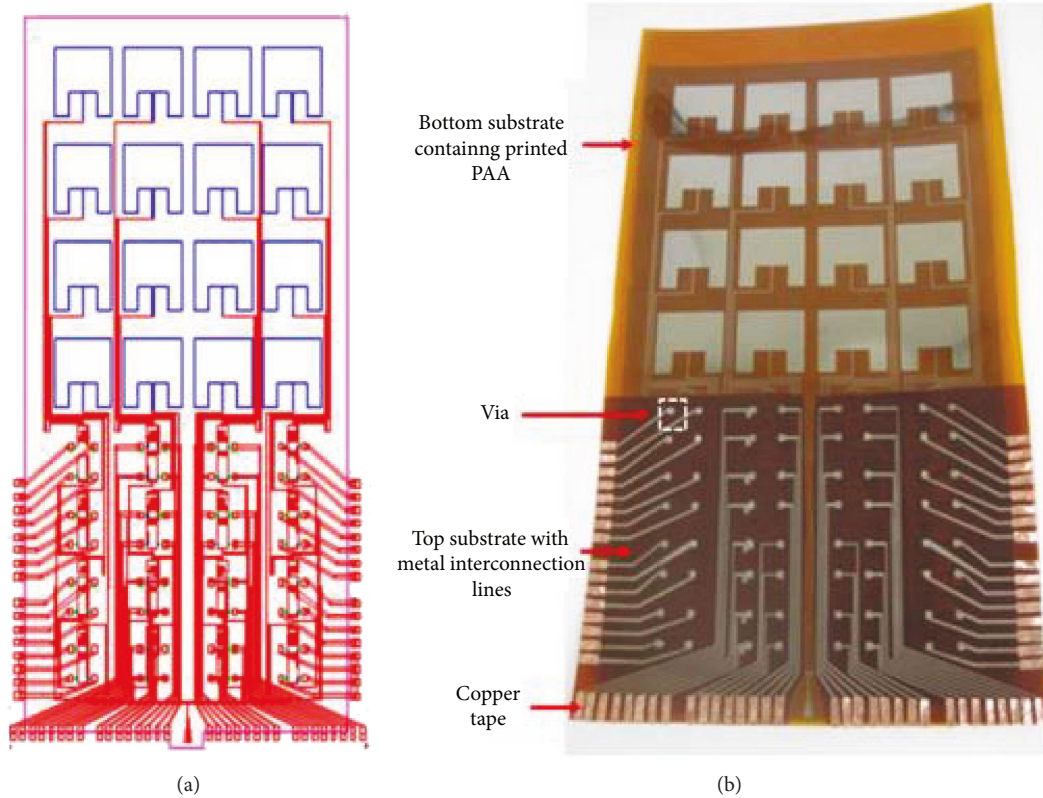 Bottom substrate
containng printed
PAA
Via
Top substrate with
metal interconnection
lines
Copper
tape
(a)
(b)